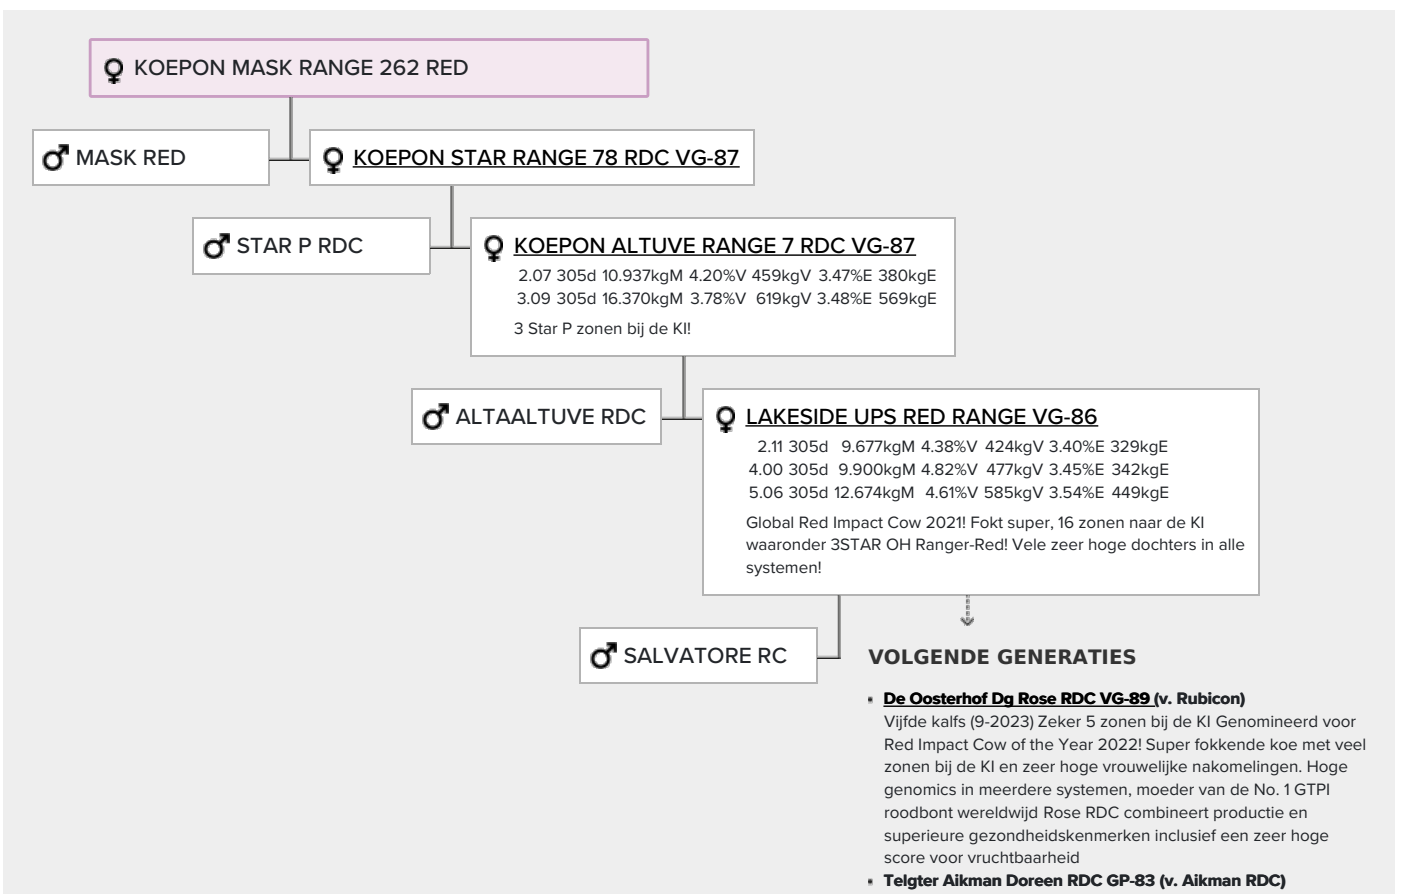 KOEPON MASK RANGE 262 RED
MASK RED
KOEPON STAR RANGE 78 RDC VG-87
STAR P RDC
KOEPON ALTUVE RANGE 7 RDC VG-87
2.07 305d 10.937kgM 4.20%V 459kgV 3.47%E 380kgE
3.09 305d 16.370kgM 3.78%V 619kgV 3.48%E 569kgE
3 Star P zonen bij de KI!
ALTAALTUVE RDC
LAKESIDE UPS RED RANGE VG-86
2.11 305d 9.677kgM 4.38%V 424kgV 3.40%E 329kgE
4.00 305d 9.900kgM 4.82%V 477kgV 3.45%E 342kgE
5.06 305d 12.674kgM 4.61%V 585kgV 3.54%E 449kgE
Global Red Impact Cow 2021! Fokt super, 16 zonen naar de KI
waaronder 3STAR OH Ranger-Red! Vele zeer hoge dochters in alle
systemen!
SALVATORE RC
VOLGENDE GENERATIES
De Oosterhof Dg Rose RDC VG-89 (v. Rubicon)
Vijfde kalfs (9-2023) Zeker 5 zonen bij de KI Genomineerd voor
Red Impact Cow of the Year 2022! Super fokkende koe met veel
zonen bij de KI en zeer hoge vrouwelijke nakomelingen. Hoge
genomics in meerdere systemen, moeder van de No. 1 GTPI
roodbont wereldwijd Rose RDC combineert productie en
superieure gezondheidskenmerken inclusief een zeer hoge
score voor vruchtbaarheid
Telgter Aikman Doreen RDC GP-83 (v. Aikman RDC)